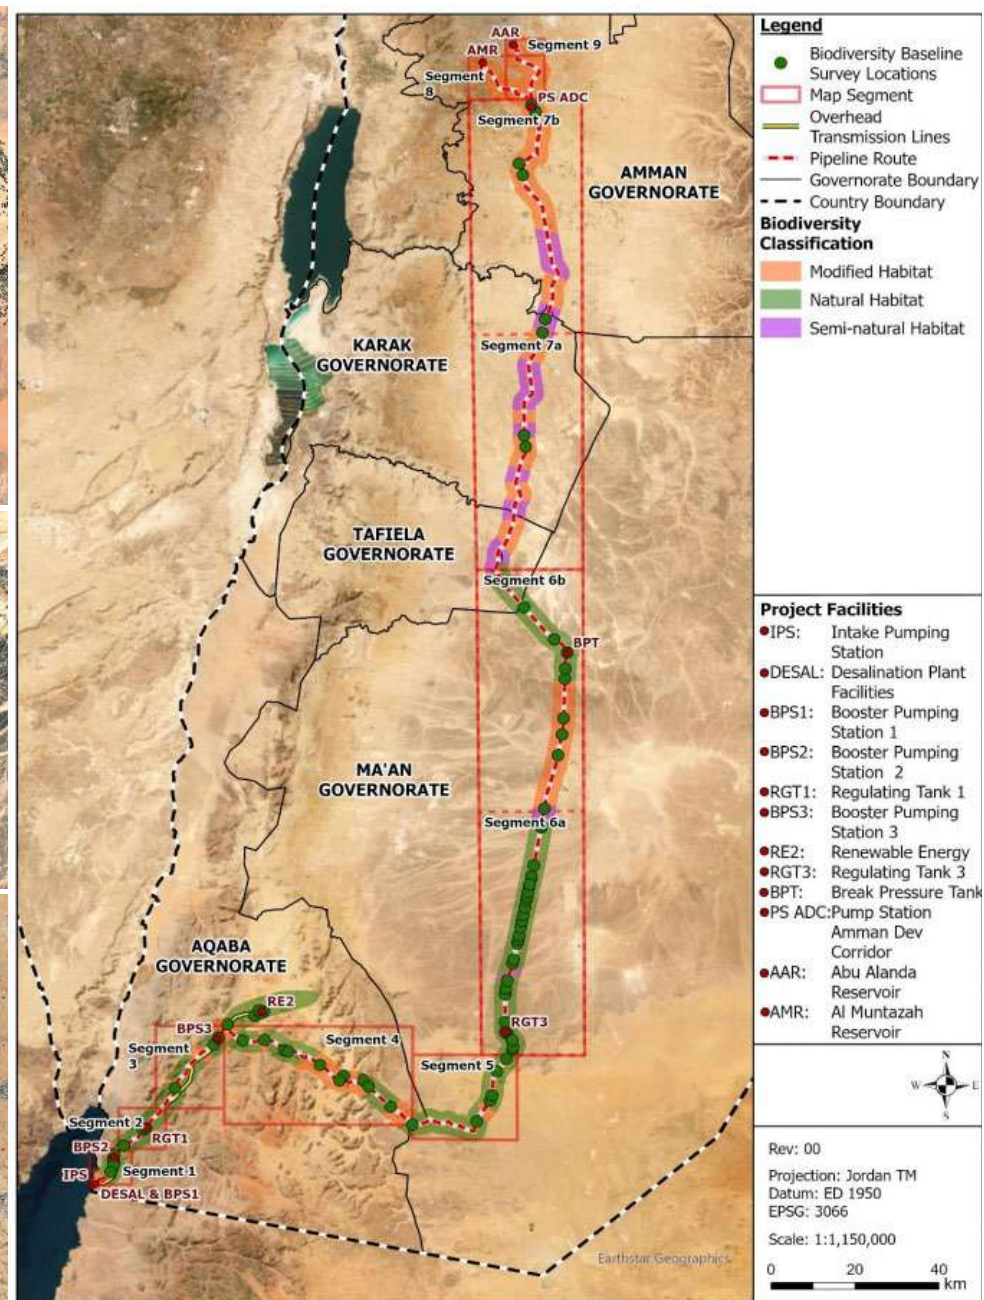 AAR
Segment 9
AMR
Segment
8
PS ADC
Segment 7b
AMMAN
GOVERNORATE
KARAK
GOVERNORATE
Segment 7a
TAFIELA
GOVERNORATE
Segment 6b
BPT
MA'AN
GOVERNORATE
Segment 6a
AQABA
GOVERNORATE
RE2
BPS3
RGT3
Segment
3
Segment 4
Segment 5
Segment 2
RGT1
BPS2
Segment 1
IPS
DESAL & BPS1
Earthstar Geographics
Legend
Biodiversity Baseline
Survey Locations
Map Segment
Overhead
Transmission Lines
Pipeline Route
Governorate Boundary
Country Boundary
Biodiversity
Classification
Modified Habitat
Natural Habitat
Semi-natural Habitat
Project Facilities
IPS: Intake Pumping
Station
DESAL: Desalination Plant
Facilities
BPS1: Booster Pumping
Station 1
BPS2: Booster Pumping
Station 2
RGT1: Regulating Tank 1
BPS3: Booster Pumping
Station 3
RE2: Renewable Energy
RGT3: Regulating Tank 3
BPT: Break Pressure Tank
PS ADC: Pump Station
Amman Dev
Corridor
AAR: Abu Alanda
Reservoir
AMR: Al Muntazah
Reservoir
N
W E
S
Rev: 00
Projection: Jordan TM
Datum: ED 1950
EPSG: 3066
Scale: 1:1,150,000
0 20 40
km